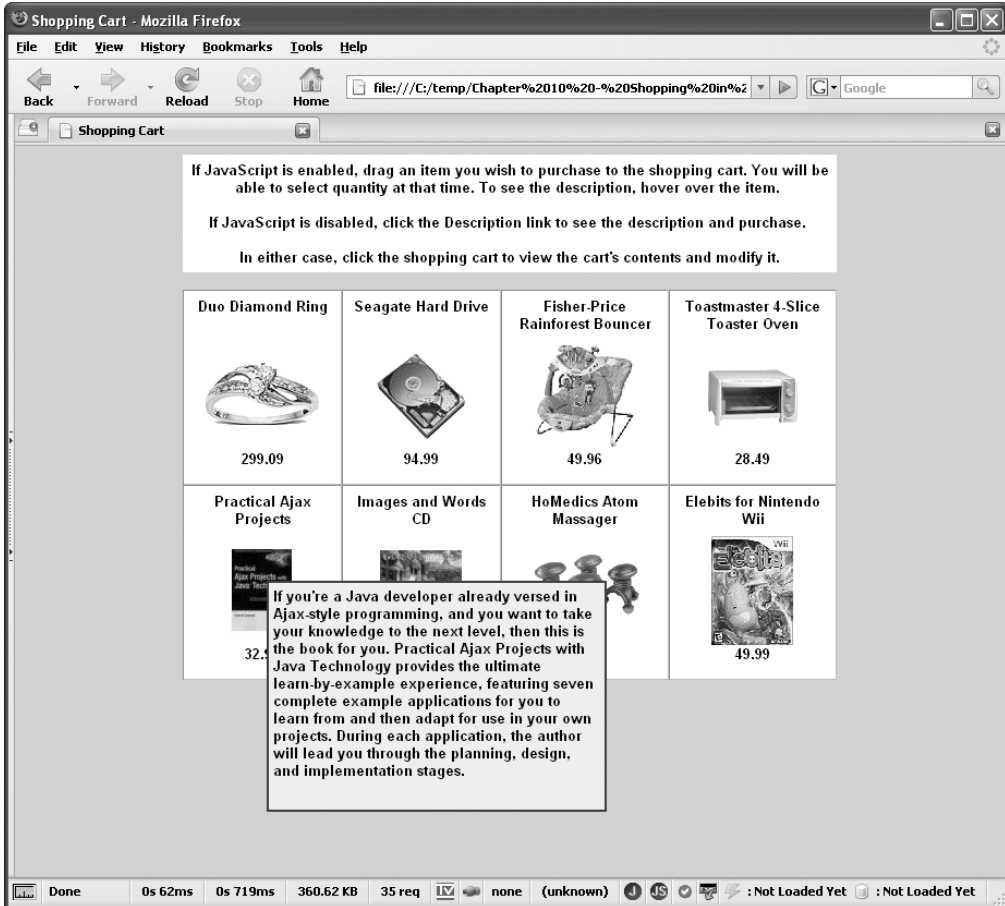 Shopping Cart - Mozilla Firefox
File Edit View History Bookmarks Tools Help
Back Forward Reload Stop Home
file:///C:/temp/Chapter%2010%20-%20Shopping%20in%2
G Google
Shopping Cart
If JavaScript is enabled, drag an item you wish to purchase to the shopping cart. You will be
able to select quantity at that time. To see the description, hover over the item.
If JavaScript is disabled, click the Description link to see the description and purchase.
In either case, click the shopping cart to view the cart's contents and modify it.
Duo Diamond Ring
299.09
Seagate Hard Drive
94.99
Fisher-Price
Rainforest Bouncer
49.96
Toastmaster 4-Slice
Toaster Oven
28.49
Practical Ajax
Projects
Practical
Ajax Projects with
Java Tech
32.
Images and Words
CD
HoMedics Atom
Massager
Elebits for Nintendo
Wii
Wii
Elebits
49.99
If you're a Java developer already versed in
Ajax-style programming, and you want to take
your knowledge to the next level, then this is
the book for you. Practical Ajax Projects with
Java Technology provides the ultimate
learn-by-example experience, featuring seven
complete example applications for you to
learn from and then adapt for use in your own
projects. During each application, the author
will lead you through the planning, design,
and implementation stages.
Done 0s 62ms 0s 719ms 360.62 KB 35 req none (unknown) J JS : Not Loaded Yet : Not Loaded Yet